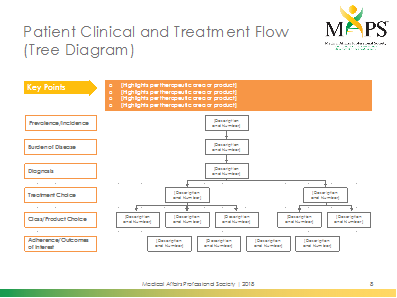 Patient Clinical and Treatment Flow
(Tree Diagram)
MAPS
Medical Affairs Professional Society
Key Points
[Highlights per therapeutic area or product]
[Highlights per therapeutic area or product]
[Highlights per therapeutic area or product]
[Highlights per therapeutic area or product]
Prevalence/Incidence
[Description
and Number]
Burden of Disease
[Description
and Number]
Diagnosis
[Description
and Number]
Treatment Choice
[Description
and Number]
[Description
and Number]
Class/Product Choice
[Description
and Number]
[Description
and Number]
[Description
and Number]
[Description
and Number]
[Description
and Number]
Adherence/Outcomes
of Interest
[Description
and Number]
[Description
and Number]
[Description
and Number]
[Description
and Number]
Medical Affairs Professional Society | 2018
8